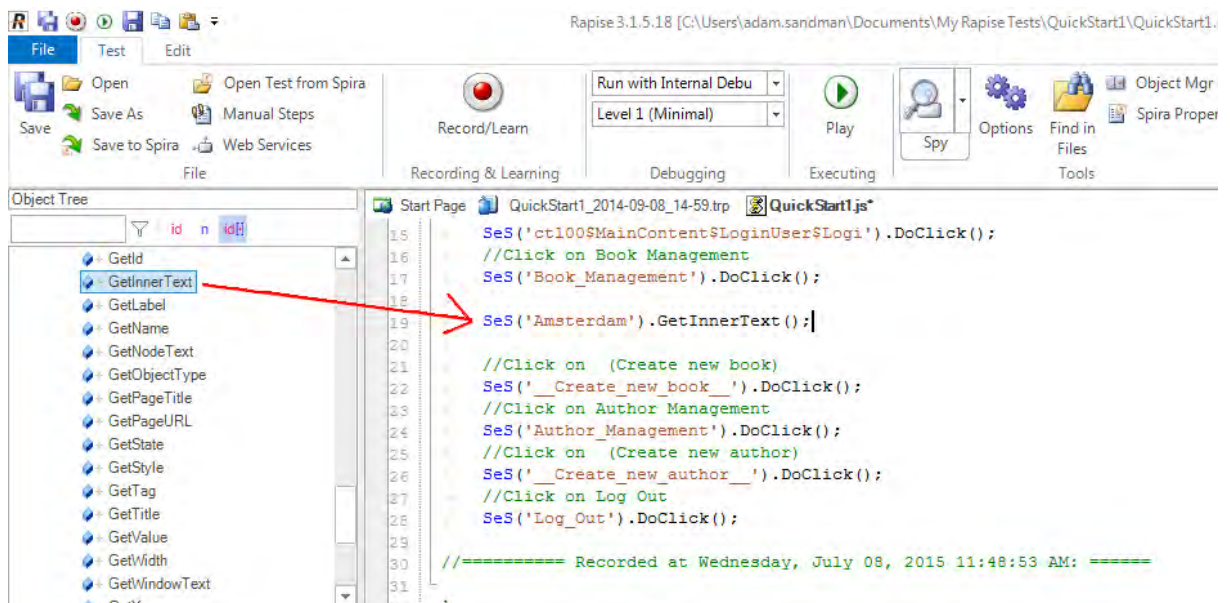 Rapise 3.1.5.18 [C:\Users\adam.sandman\Documents\My Rapise Tests\QuickStart1\QuickStart1.
File Test Edit
Save
Open
Save As
Save to Spira
Open Test from Spira
Manual Steps
Web Services
File
Record/Learn
Recording & Learning
Run with Internal Debu
Level 1 (Minimal)
Debugging
Play
Executing
Spy
Options
Find in
Files
Object Mgr
Spira Proper
Tools
Object Tree
id n id
GetId
GetInnerText
GetLabel
GetName
GetNodeText
GetObjectType
GetPageTitle
GetPageURL
GetState
GetStyle
GetTag
GetTitle
GetValue
GetWidth
GetWindowText
Start Page QuickStart1_2014-09-08_14-59.trp QuickStart1.js*
15 SeS('ctl00$MainContent$LoginUser$Logi').DoClick();
16 //Click on Book Management
17 SeS('Book_Management').DoClick();
18
19 SeS('Amsterdam').GetInnerText();
20
21 //Click on  (Create new book)
22 SeS('__Create_new_book__').DoClick();
23 //Click on Author Management
24 SeS('Author_Management').DoClick();
25 //Click on  (Create new author)
26 SeS('__Create_new_author__').DoClick();
27 //Click on Log Out
28 SeS('Log_Out').DoClick();
29
30 //========== Recorded at Wednesday, July 08, 2015 11:48:53 AM: ======
31